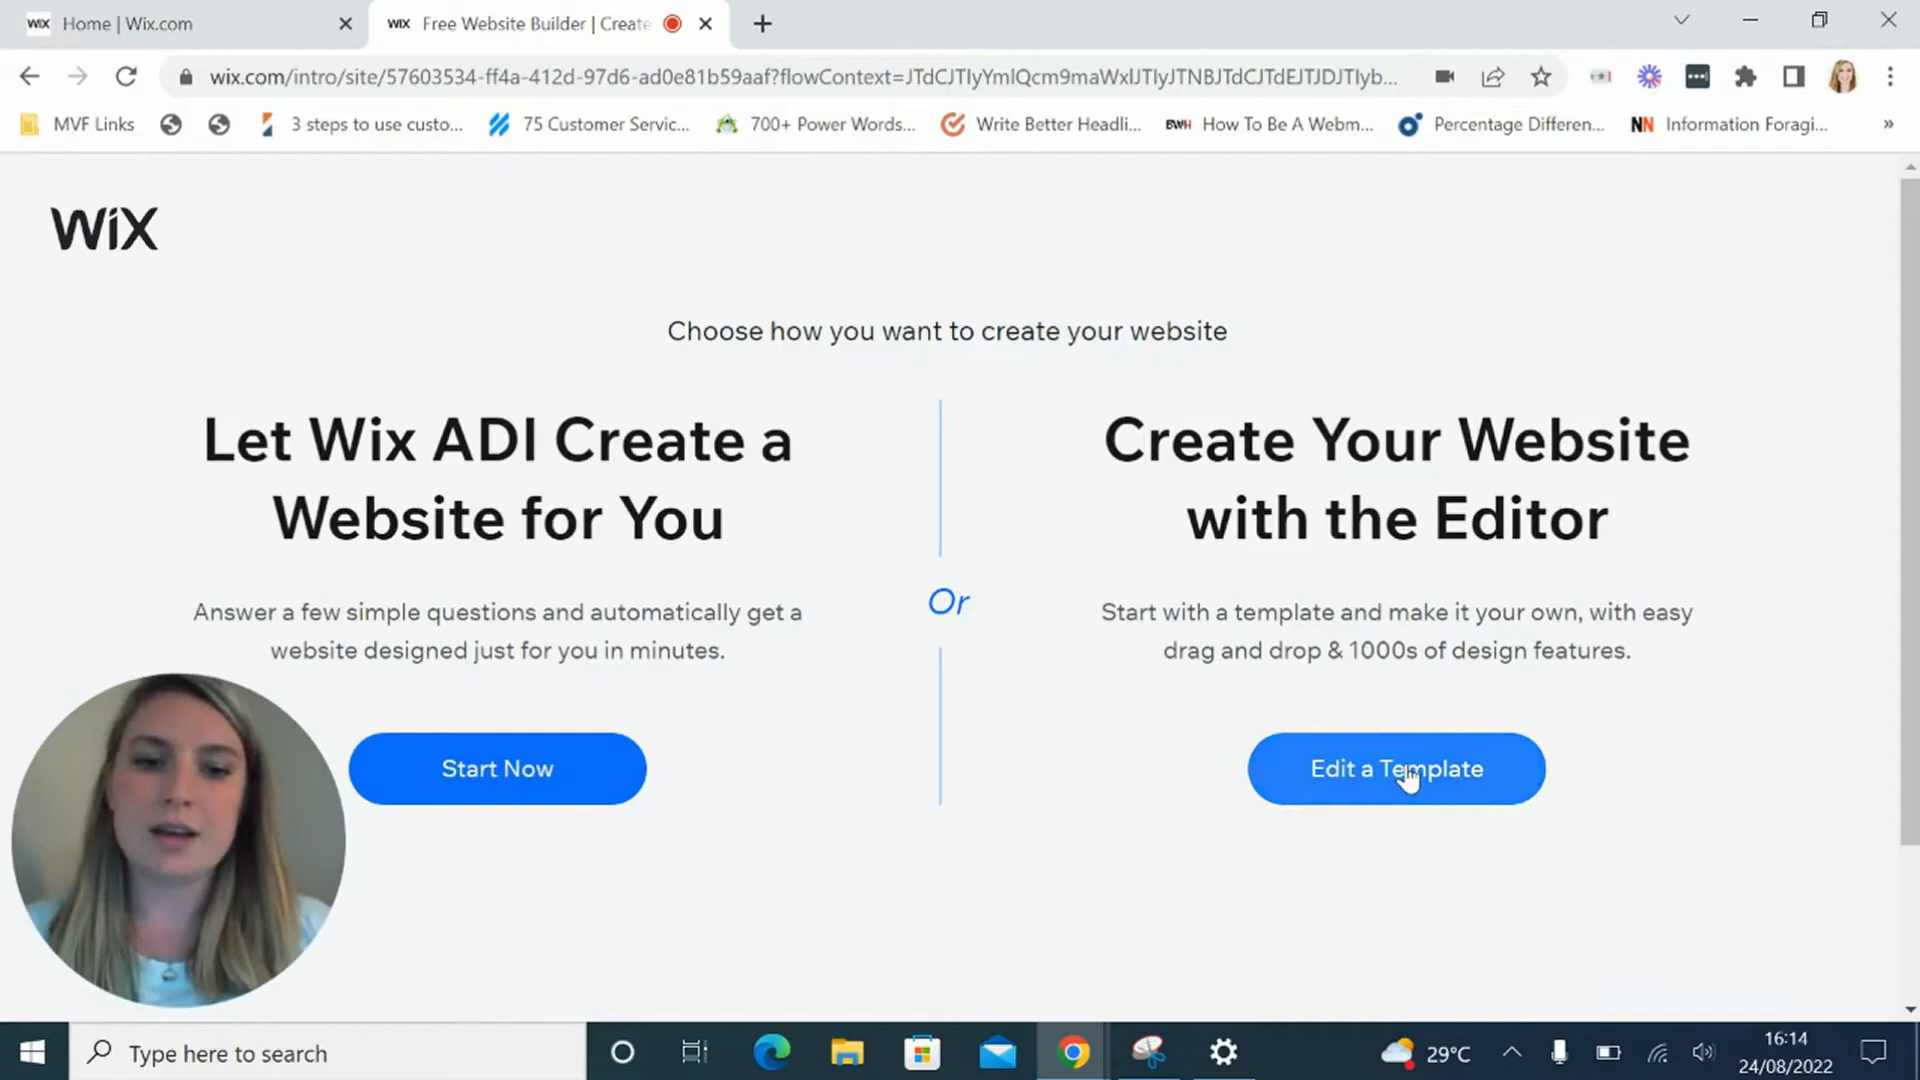 WIX Home | Wix.com
WIX Free Website Builder | Create
wix.com/intro/site/57603534-ff4a-412d-97d6-ad0e81b59aaf?flowContext=JTdCJTIyYmlQcm9maWxlJTIyJTNBJTdCJTdEJTJDJTIyb...
MVF Links
3 steps to use custo...
75 Customer Servic...
700+ Power Words...
Write Better Headli...
BWH How To Be A Webm...
Percentage Differen...
NN Information Foragi...
WiX
Choose how you want to create your website
Let Wix ADI Create a
Website for You
Answer a few simple questions and automatically get a
website designed just for you in minutes.
Start Now
Or
Create Your Website
with the Editor
Start with a template and make it your own, with easy
drag and drop & 1000s of design features.
Edit a Template
Type here to search
29°C
16:14
24/08/2022